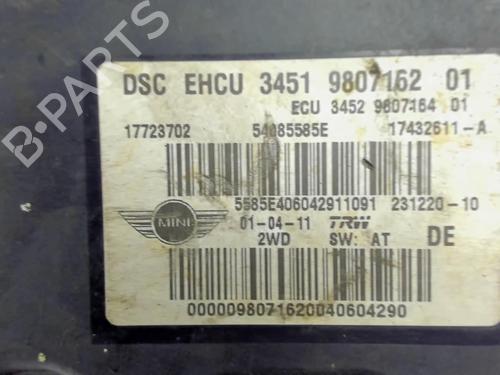 B-PARTS
DSC EHCU 3451 9807162 01
ECU 3452 9807164 01
17723702 54085585E 17432611-A
5585E406042911091 231220-10
MINI 01-04-11 TRW
2WD SW: AT DE
0000098071620040604290